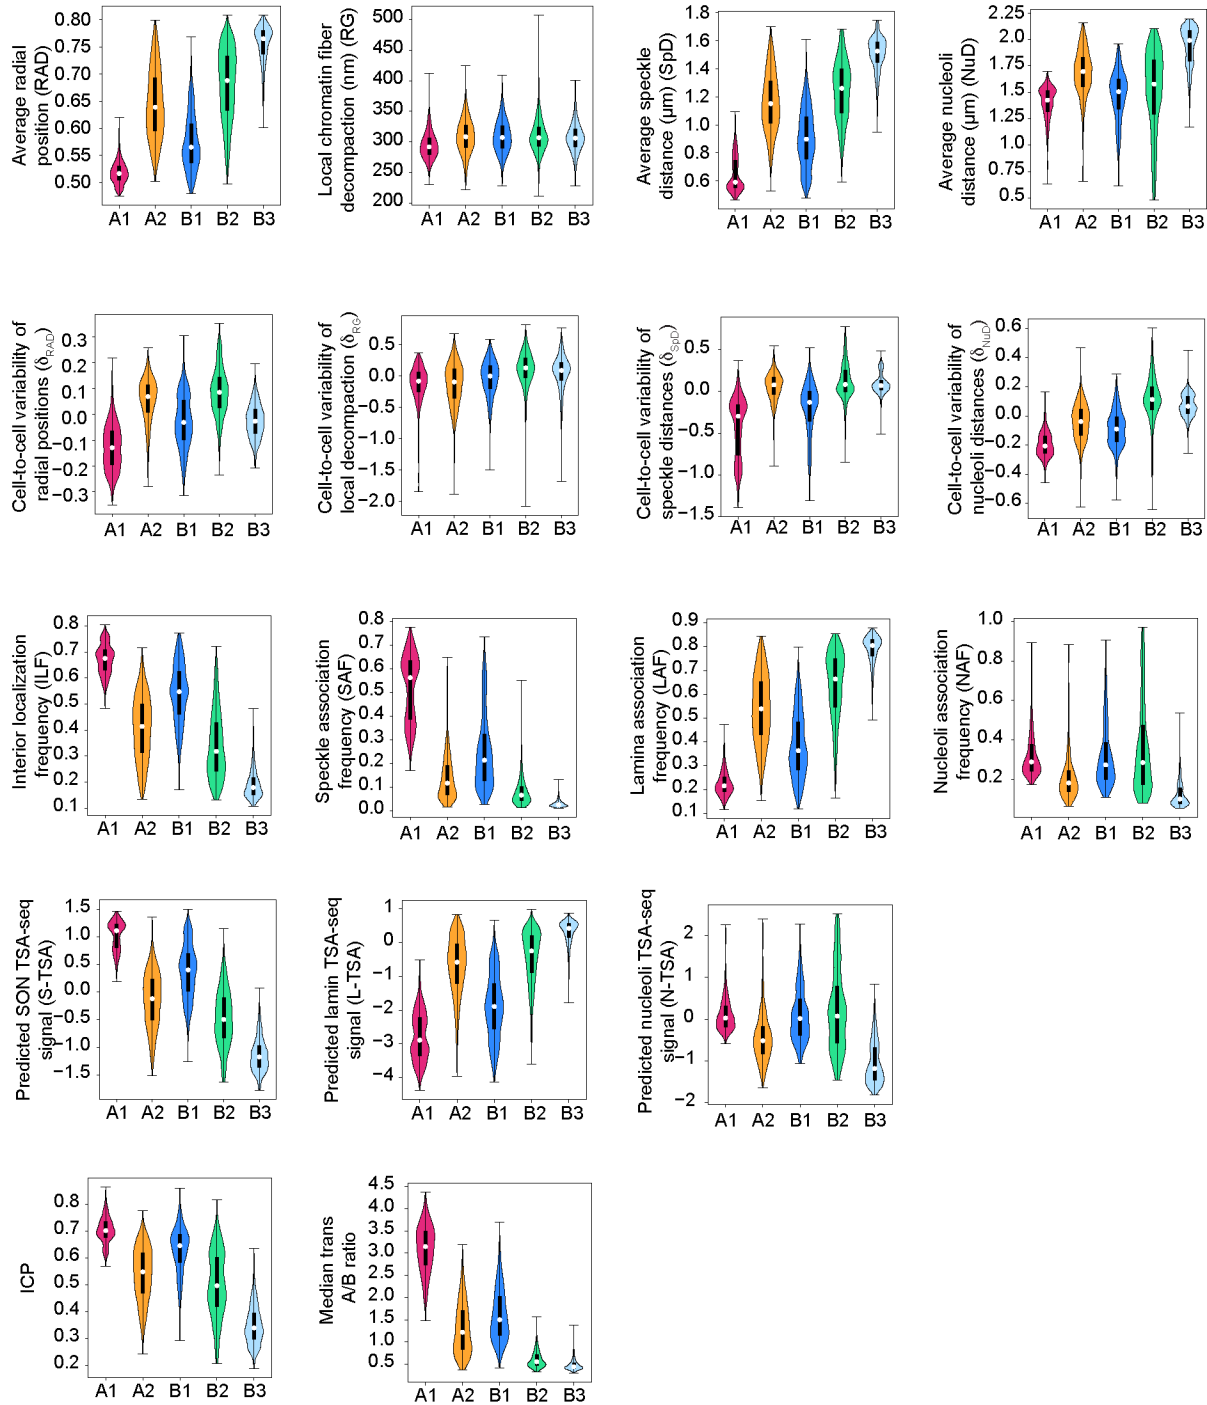 Average radial
position (RAD)
0.80
0.75
0.70
0.65
0.60
0.55
0.50
A1 A2 B1 B2 B3
Local chromatin fiber
decompaction (nm) (RG)
500
450
400
350
300
250
200
A1 A2 B1 B2 B3
Average speckle
distance (µm) (SpD)
1.8
1.6
1.4
1.2
1.0
0.8
0.6
A1 A2 B1 B2 B3
Average nucleoli
distance (µm) (NuD)
2.25
2.0
1.75
1.5
1.25
1.0
0.75
0.5
A1 A2 B1 B2 B3
Cell-to-cell variability of
radial positions (δRAD)
0.3
0.2
0.1
0.0
−0.1
−0.2
−0.3
A1 A2 B1 B2 B3
Cell-to-cell variability of
local decompaction (δRG)
0.5
0.0
−0.5
−1.0
−1.5
−2.0
A1 A2 B1 B2 B3
Cell-to-cell variability of
speckle distances (δSpD)
0.5
0.0
−0.5
−1.0
−1.5
A1 A2 B1 B2 B3
Cell-to-cell variability of
nucleoli distances (δNuD)
0.6
0.4
0.2
0.0
−0.2
−0.4
−0.6
A1 A2 B1 B2 B3
Interior localization
frequency (ILF)
0.8
0.7
0.6
0.5
0.4
0.3
0.2
0.1
A1 A2 B1 B2 B3
Speckle association
frequency (SAF)
0.8
0.7
0.6
0.5
0.4
0.3
0.2
0.1
0.0
A1 A2 B1 B2 B3
Lamina association
frequency (LAF)
0.9
0.8
0.7
0.6
0.5
0.4
0.3
0.2
0.1
A1 A2 B1 B2 B3
Nucleoli association
frequency (NAF)
1.0
0.8
0.6
0.4
0.2
A1 A2 B1 B2 B3
Predicted SON TSA-seq
signal (S-TSA)
1.5
1.0
0.5
0.0
−0.5
−1.0
−1.5
A1 A2 B1 B2 B3
Predicted lamin TSA-seq
signal (L-TSA)
1
0
−1
−2
−3
−4
A1 A2 B1 B2 B3
Predicted nucleoli TSA-seq
signal (N-TSA)
2
1
0
−1
−2
A1 A2 B1 B2 B3
ICP
0.8
0.7
0.6
0.5
0.4
0.3
0.2
A1 A2 B1 B2 B3
Median trans
A/B ratio
4.5
4.0
3.5
3.0
2.5
2.0
1.5
1.0
0.5
A1 A2 B1 B2 B3